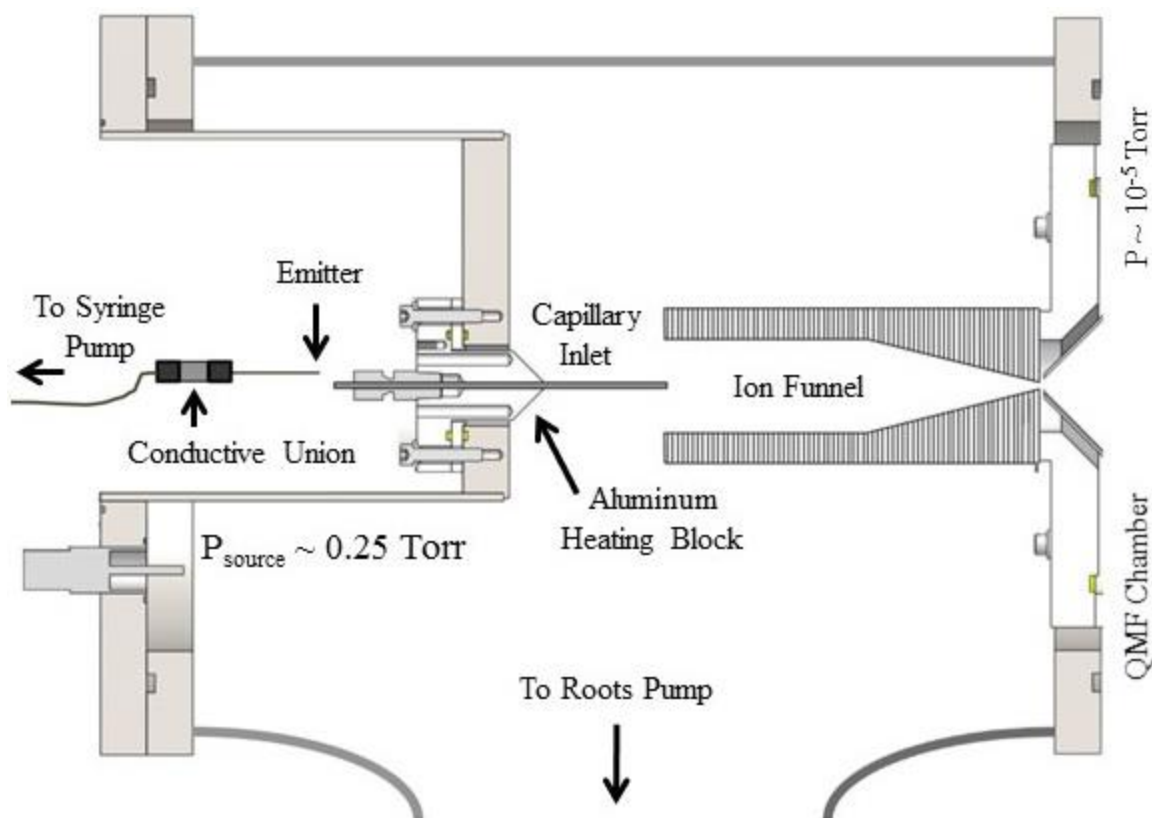 Emitter
To Syringe
Pump
Conductive Union
Capillary
Inlet
Ion Funnel
Aluminum
Heating Block
P_source ~ 0.25 Torr
To Roots Pump
P ~ 10⁻⁵ Torr
QMF Chamber